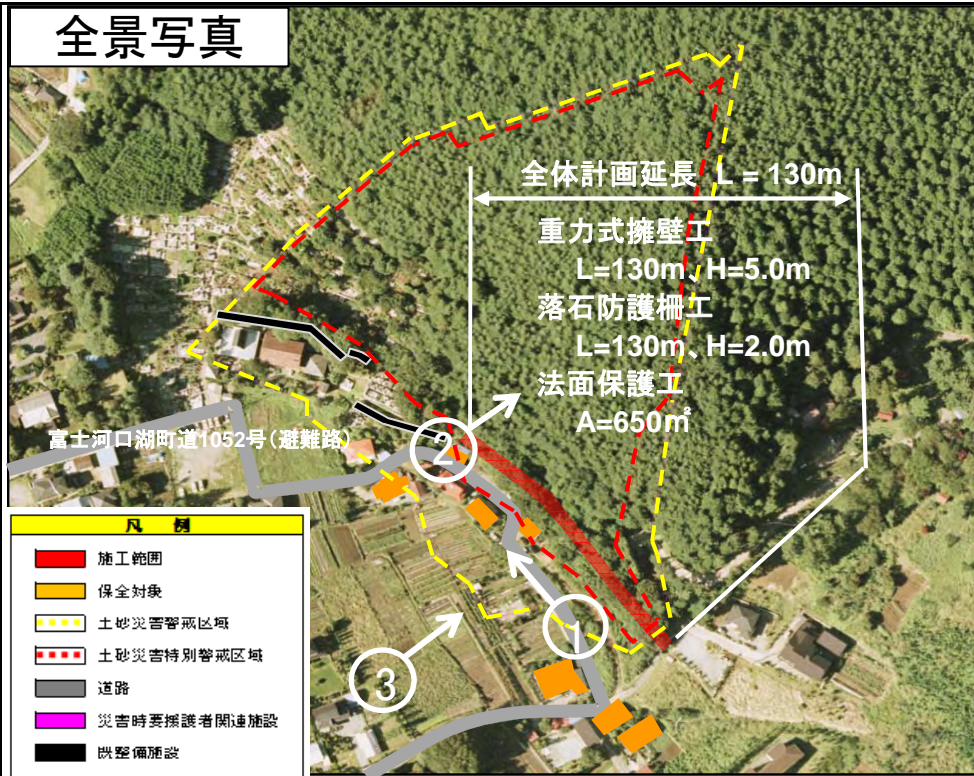 全景写真
全体計画延長 L = 130m
重力式擁壁工
L=130m、H=5.0m
落石防護柵工
L=130m、H=2.0m
法面保護工
A=650㎡
富士河口湖町道1052号(避難路)
2
1
3
凡 例
施工範囲
保全対象
土砂災害警戒区域
土砂災害特別警戒区域
道路
災害時要援護者関連施設
既整備施設